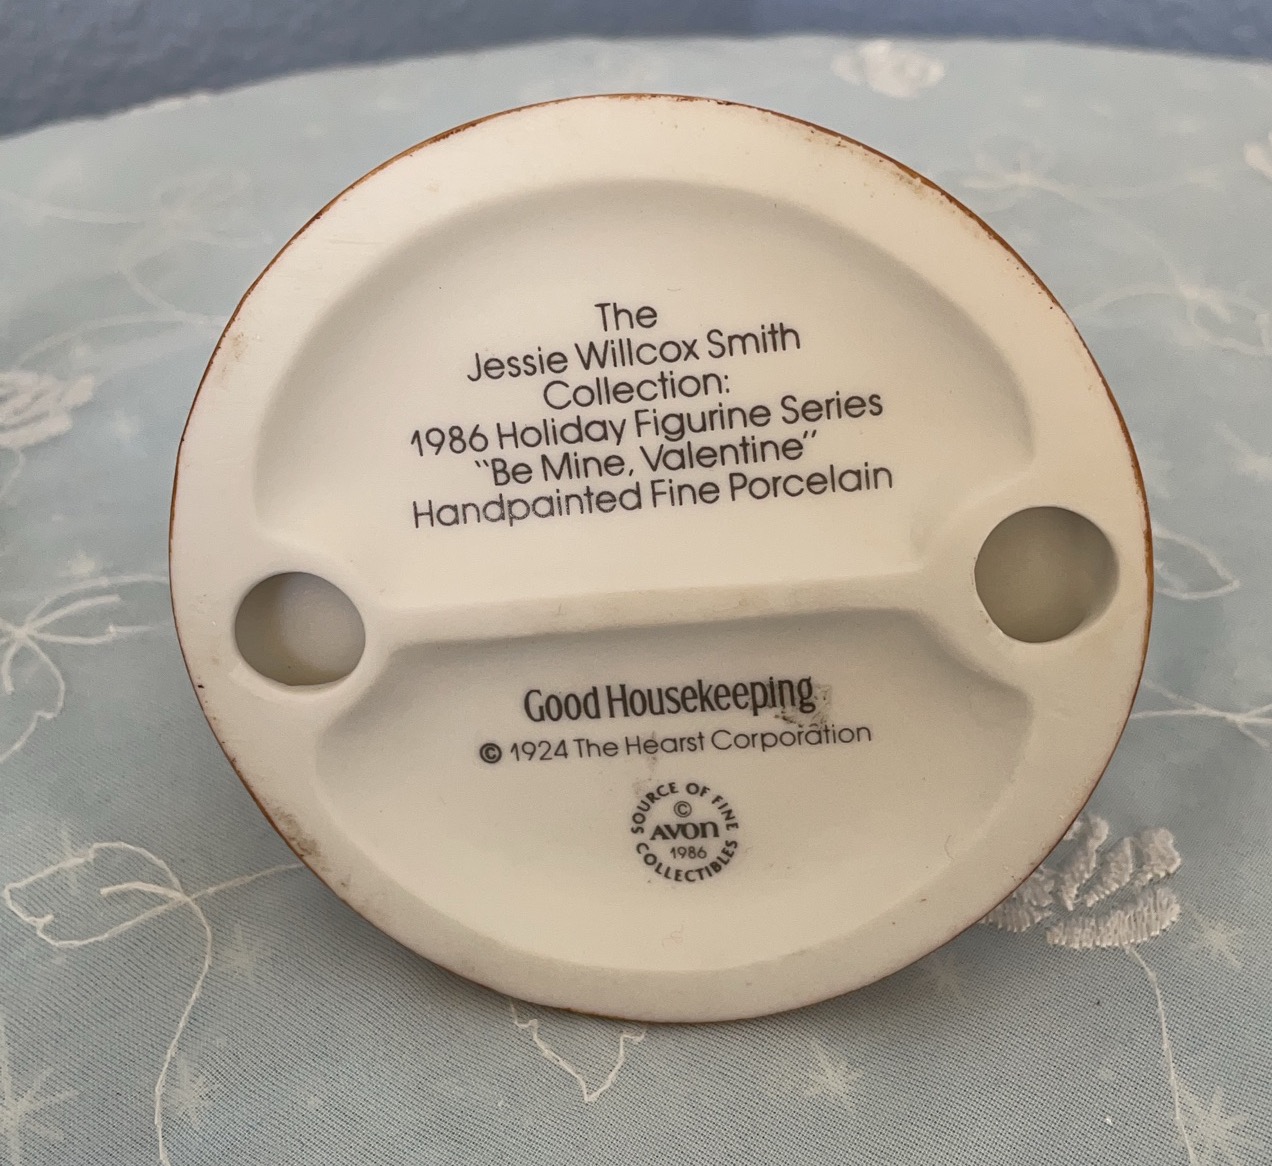 The
Jessie Willcox Smith
Collection:
1986 Holiday Figurine Series
"Be Mine, Valentine"
Handpainted Fine Porcelain
Good Housekeeping
© 1924 The Hearst Corporation
SOURCE OF FINE
©
AVON
1986
COLLECTIBLES